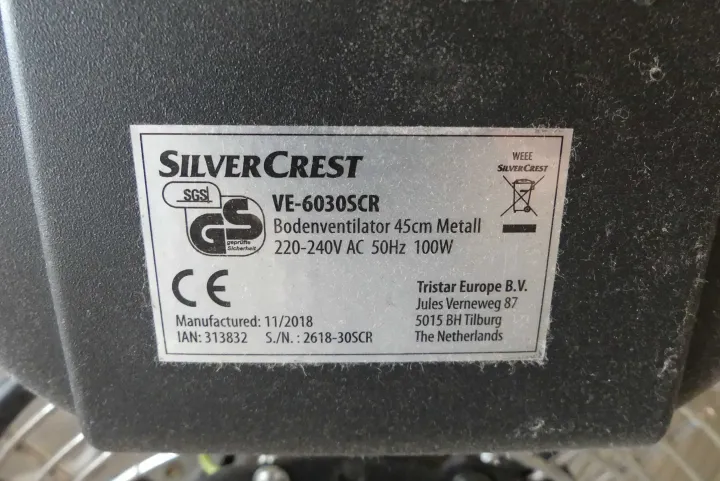 SILVERCREST
SGS
GS
geprüfte
Sicherheit
VE-6030SCR
Bodenventilator 45cm Metall
220-240V AC 50Hz 100W
WEEE
SILVERCREST
CE
Manufactured: 11/2018
IAN: 313832 S./N. : 2618-30SCR
Tristar Europe B.V.
Jules Verneweg 87
5015 BH Tilburg
The Netherlands